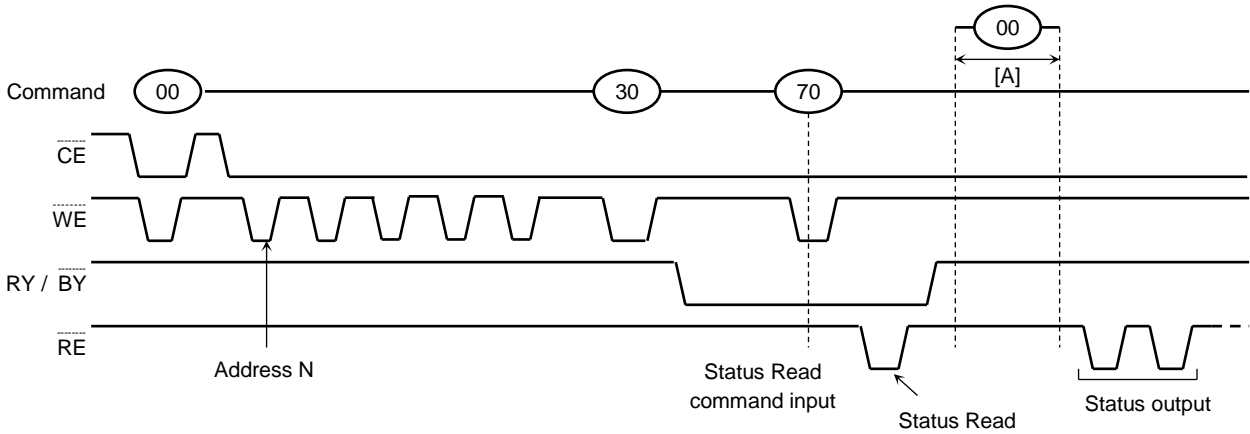 00
[A]
Command 00 30 70
CE
WE
RY / BY
RE
Address N
Status Read
command input
Status Read
Status output